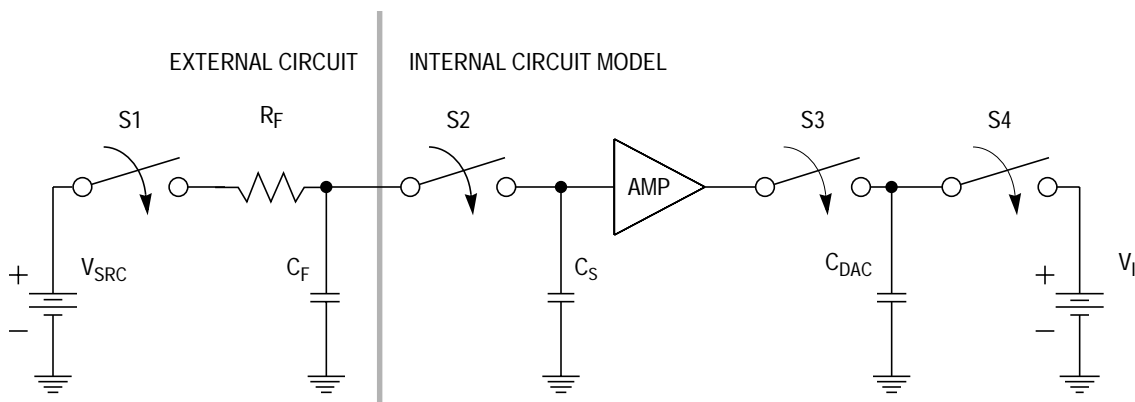 EXTERNAL CIRCUIT
INTERNAL CIRCUIT MODEL
S1
RF
S2
S3
S4
AMP
+
VSRC
−
CF
CS
CDAC
+
VI
−